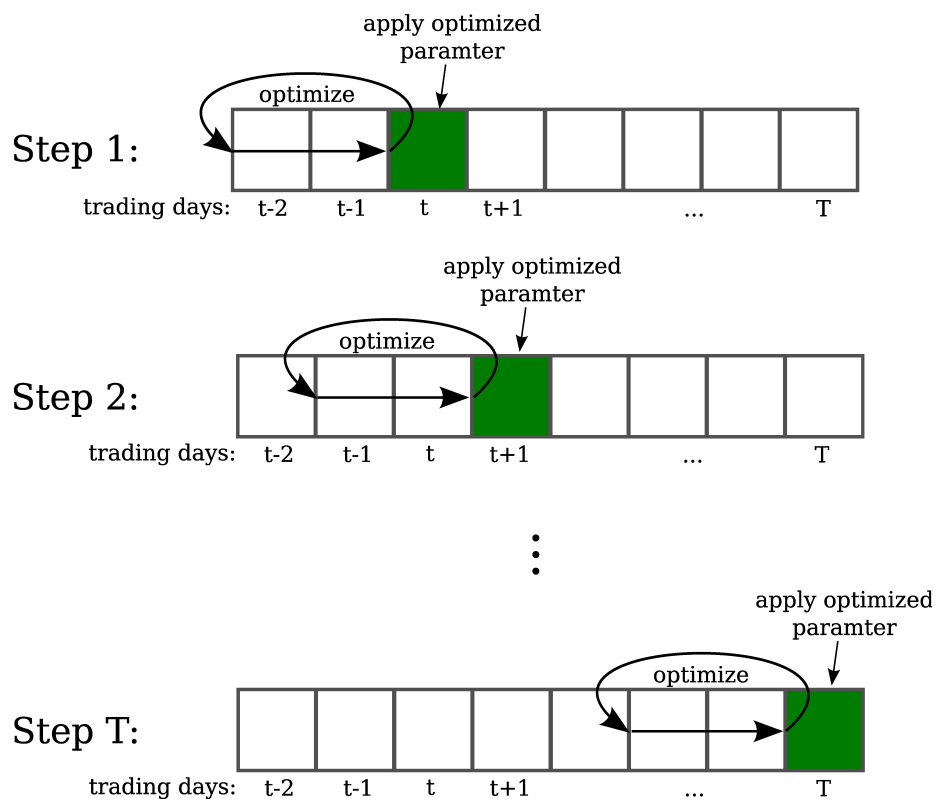 apply optimized
paramter
optimize
Step 1:
trading days: t-2 t-1 t t+1 ... T
apply optimized
paramter
optimize
Step 2:
trading days: t-2 t-1 t t+1 ... T
apply optimized
paramter
optimize
Step T:
trading days: t-2 t-1 t t+1 ... T